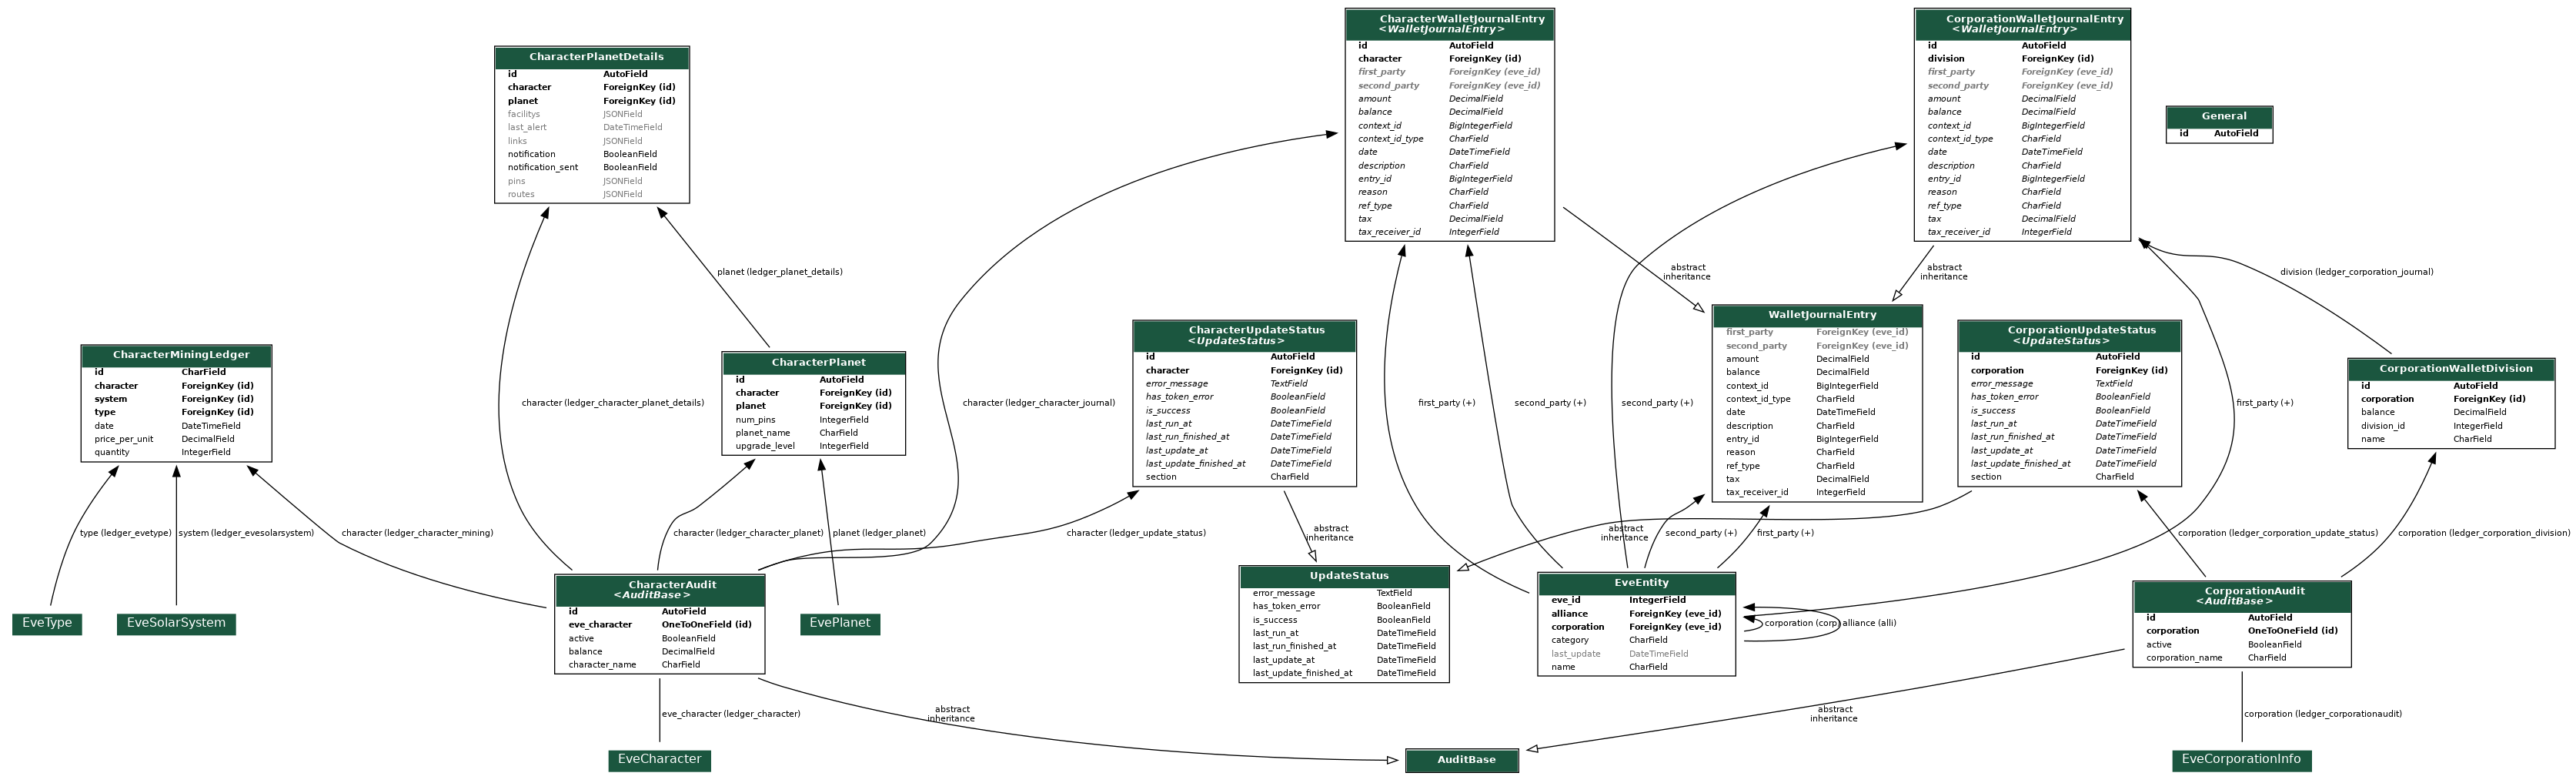 CharacterPlanetDetails
id AutoField
character ForeignKey (id)
planet ForeignKey (id)
facilitys JSONField
last_alert DateTimeField
links JSONField
notification BooleanField
notification_sent BooleanField
pins JSONField
routes JSONField
CharacterWalletJournalEntry
<WalletJournalEntry>
id AutoField
character ForeignKey (id)
first_party ForeignKey (eve_id)
second_party ForeignKey (eve_id)
amount DecimalField
balance DecimalField
context_id BigIntegerField
context_id_type CharField
date DateTimeField
description CharField
entry_id BigIntegerField
reason CharField
ref_type CharField
tax DecimalField
tax_receiver_id IntegerField
CorporationWalletJournalEntry
<WalletJournalEntry>
id AutoField
division ForeignKey (id)
first_party ForeignKey (eve_id)
second_party ForeignKey (eve_id)
amount DecimalField
balance DecimalField
context_id BigIntegerField
context_id_type CharField
date DateTimeField
description CharField
entry_id BigIntegerField
reason CharField
ref_type CharField
tax DecimalField
tax_receiver_id IntegerField
General
id AutoField
planet (ledger_planet_details)
abstract
inheritance
abstract
inheritance
division (ledger_corporation_journal)
CharacterMiningLedger
id CharField
character ForeignKey (id)
system ForeignKey (id)
type ForeignKey (id)
date DateTimeField
price_per_unit DecimalField
quantity IntegerField
character (ledger_character_planet_details)
CharacterPlanet
id AutoField
character ForeignKey (id)
planet ForeignKey (id)
num_pins IntegerField
planet_name CharField
upgrade_level IntegerField
character (ledger_character_journal)
CharacterUpdateStatus
<UpdateStatus>
id AutoField
character ForeignKey (id)
error_message TextField
has_token_error BooleanField
is_success BooleanField
last_run_at DateTimeField
last_run_finished_at DateTimeField
last_update_at DateTimeField
last_update_finished_at DateTimeField
section CharField
first_party (+)
second_party (+)
second_party (+)
WalletJournalEntry
first_party ForeignKey (eve_id)
second_party ForeignKey (eve_id)
amount DecimalField
balance DecimalField
context_id BigIntegerField
context_id_type CharField
date DateTimeField
description CharField
entry_id BigIntegerField
reason CharField
ref_type CharField
tax DecimalField
tax_receiver_id IntegerField
CorporationUpdateStatus
<UpdateStatus>
id AutoField
corporation ForeignKey (id)
error_message TextField
has_token_error BooleanField
is_success BooleanField
last_run_at DateTimeField
last_run_finished_at DateTimeField
last_update_at DateTimeField
last_update_finished_at DateTimeField
section CharField
first_party (+)
CorporationWalletDivision
id AutoField
corporation ForeignKey (id)
balance DecimalField
division_id IntegerField
name CharField
type (ledger_evetype)
system (ledger_evesolarsystem)
character (ledger_character_mining)
character (ledger_character_planet)
planet (ledger_planet)
character (ledger_update_status)
abstract
inheritance
abstract
inheritance
second_party (+)
first_party (+)
corporation (ledger_corporation_update_status)
corporation (ledger_corporation_division)
EveType
EveSolarSystem
CharacterAudit
<AuditBase>
id AutoField
eve_character OneToOneField (id)
active BooleanField
balance DecimalField
character_name CharField
EvePlanet
UpdateStatus
error_message TextField
has_token_error BooleanField
is_success BooleanField
last_run_at DateTimeField
last_run_finished_at DateTimeField
last_update_at DateTimeField
last_update_finished_at DateTimeField
EveEntity
eve_id IntegerField
alliance ForeignKey (eve_id)
corporation ForeignKey (eve_id)
category CharField
last_update DateTimeField
name CharField
corporation (corp)
alliance (alli)
CorporationAudit
<AuditBase>
id AutoField
corporation OneToOneField (id)
active BooleanField
corporation_name CharField
eve_character (ledger_character)
abstract
inheritance
abstract
inheritance
corporation (ledger_corporationaudit)
EveCharacter
AuditBase
EveCorporationInfo